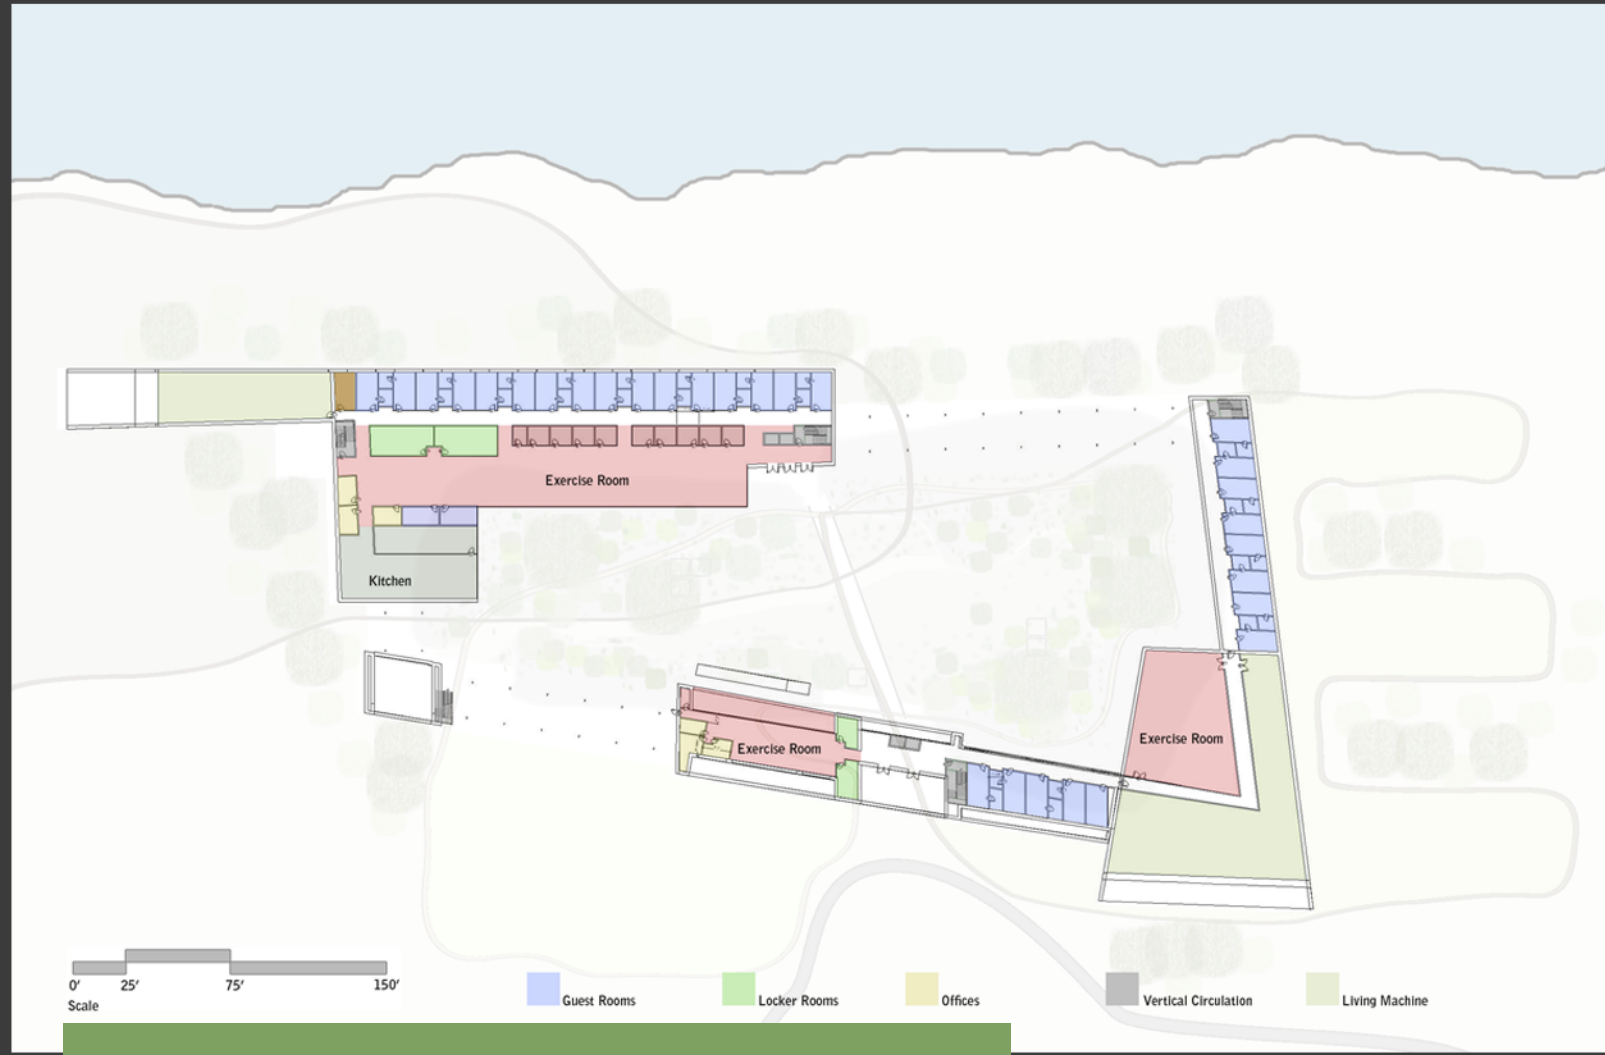 Exercise Room
Kitchen
Exercise Room
Exercise Room
0' 25' 75' 150'
Scale
Guest Rooms
Locker Rooms
Offices
Vertical Circulation
Living Machine